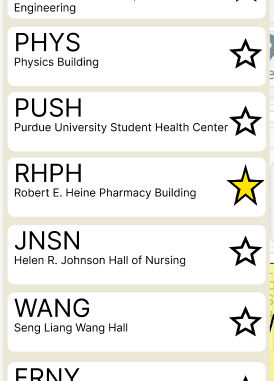 Engineering
PHYS
Physics Building
PUSH
Purdue University Student Health Center
RHPH
Robert E. Heine Pharmacy Building
JNSN
Helen R. Johnson Hall of Nursing
WANG
Seng Liang Wang Hall
FRNY